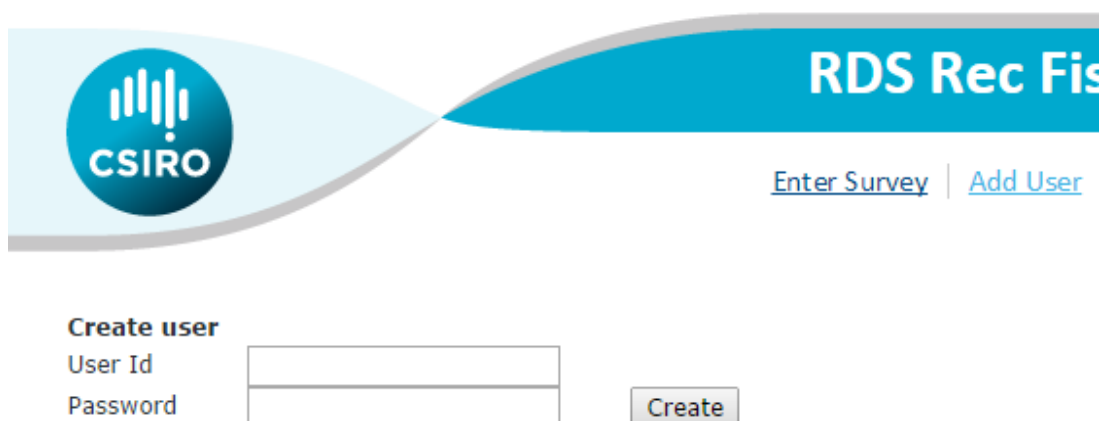 CSIRO
RDS Rec Fis
Enter Survey Add User
Create user
User Id
Password Create